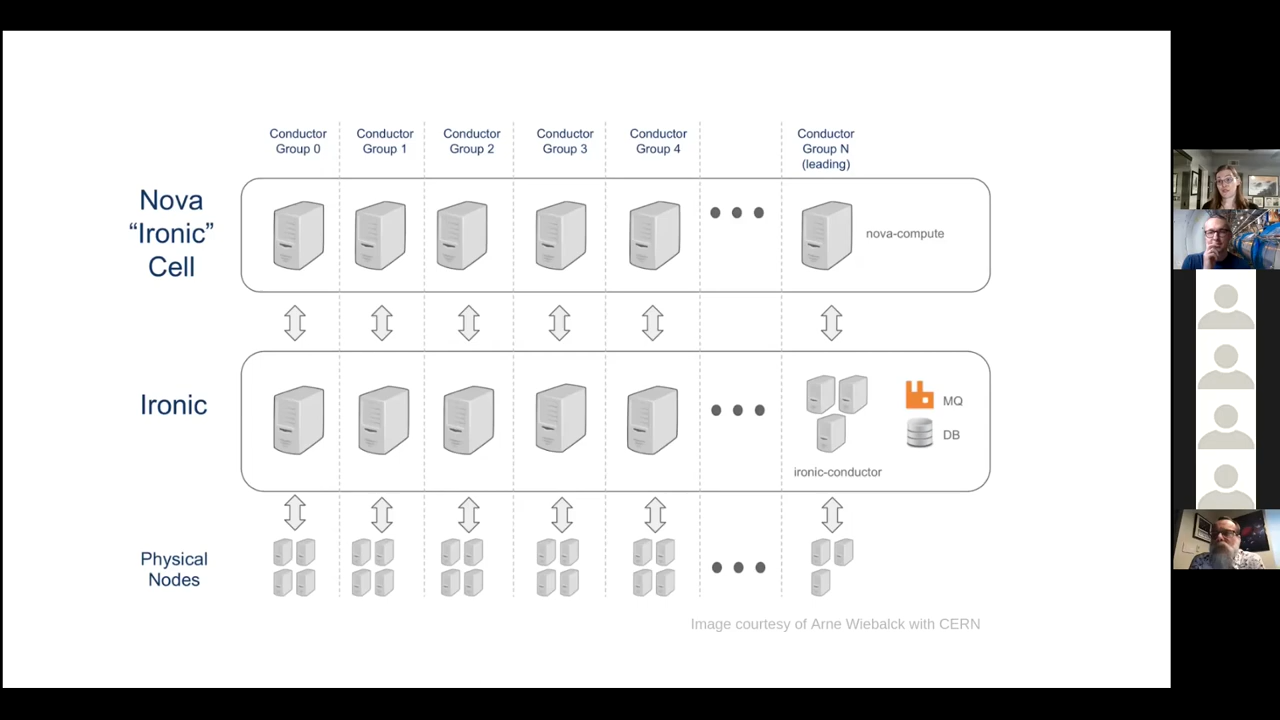 Conductor
Group 0
Conductor
Group 1
Conductor
Group 2
Conductor
Group 3
Conductor
Group 4
Conductor
Group N
(leading)
Nova
“Ironic”
Cell
nova-compute
Ironic
MQ
DB
ironic-conductor
Physical
Nodes
Image courtesy of Arne Wiebalck with CERN